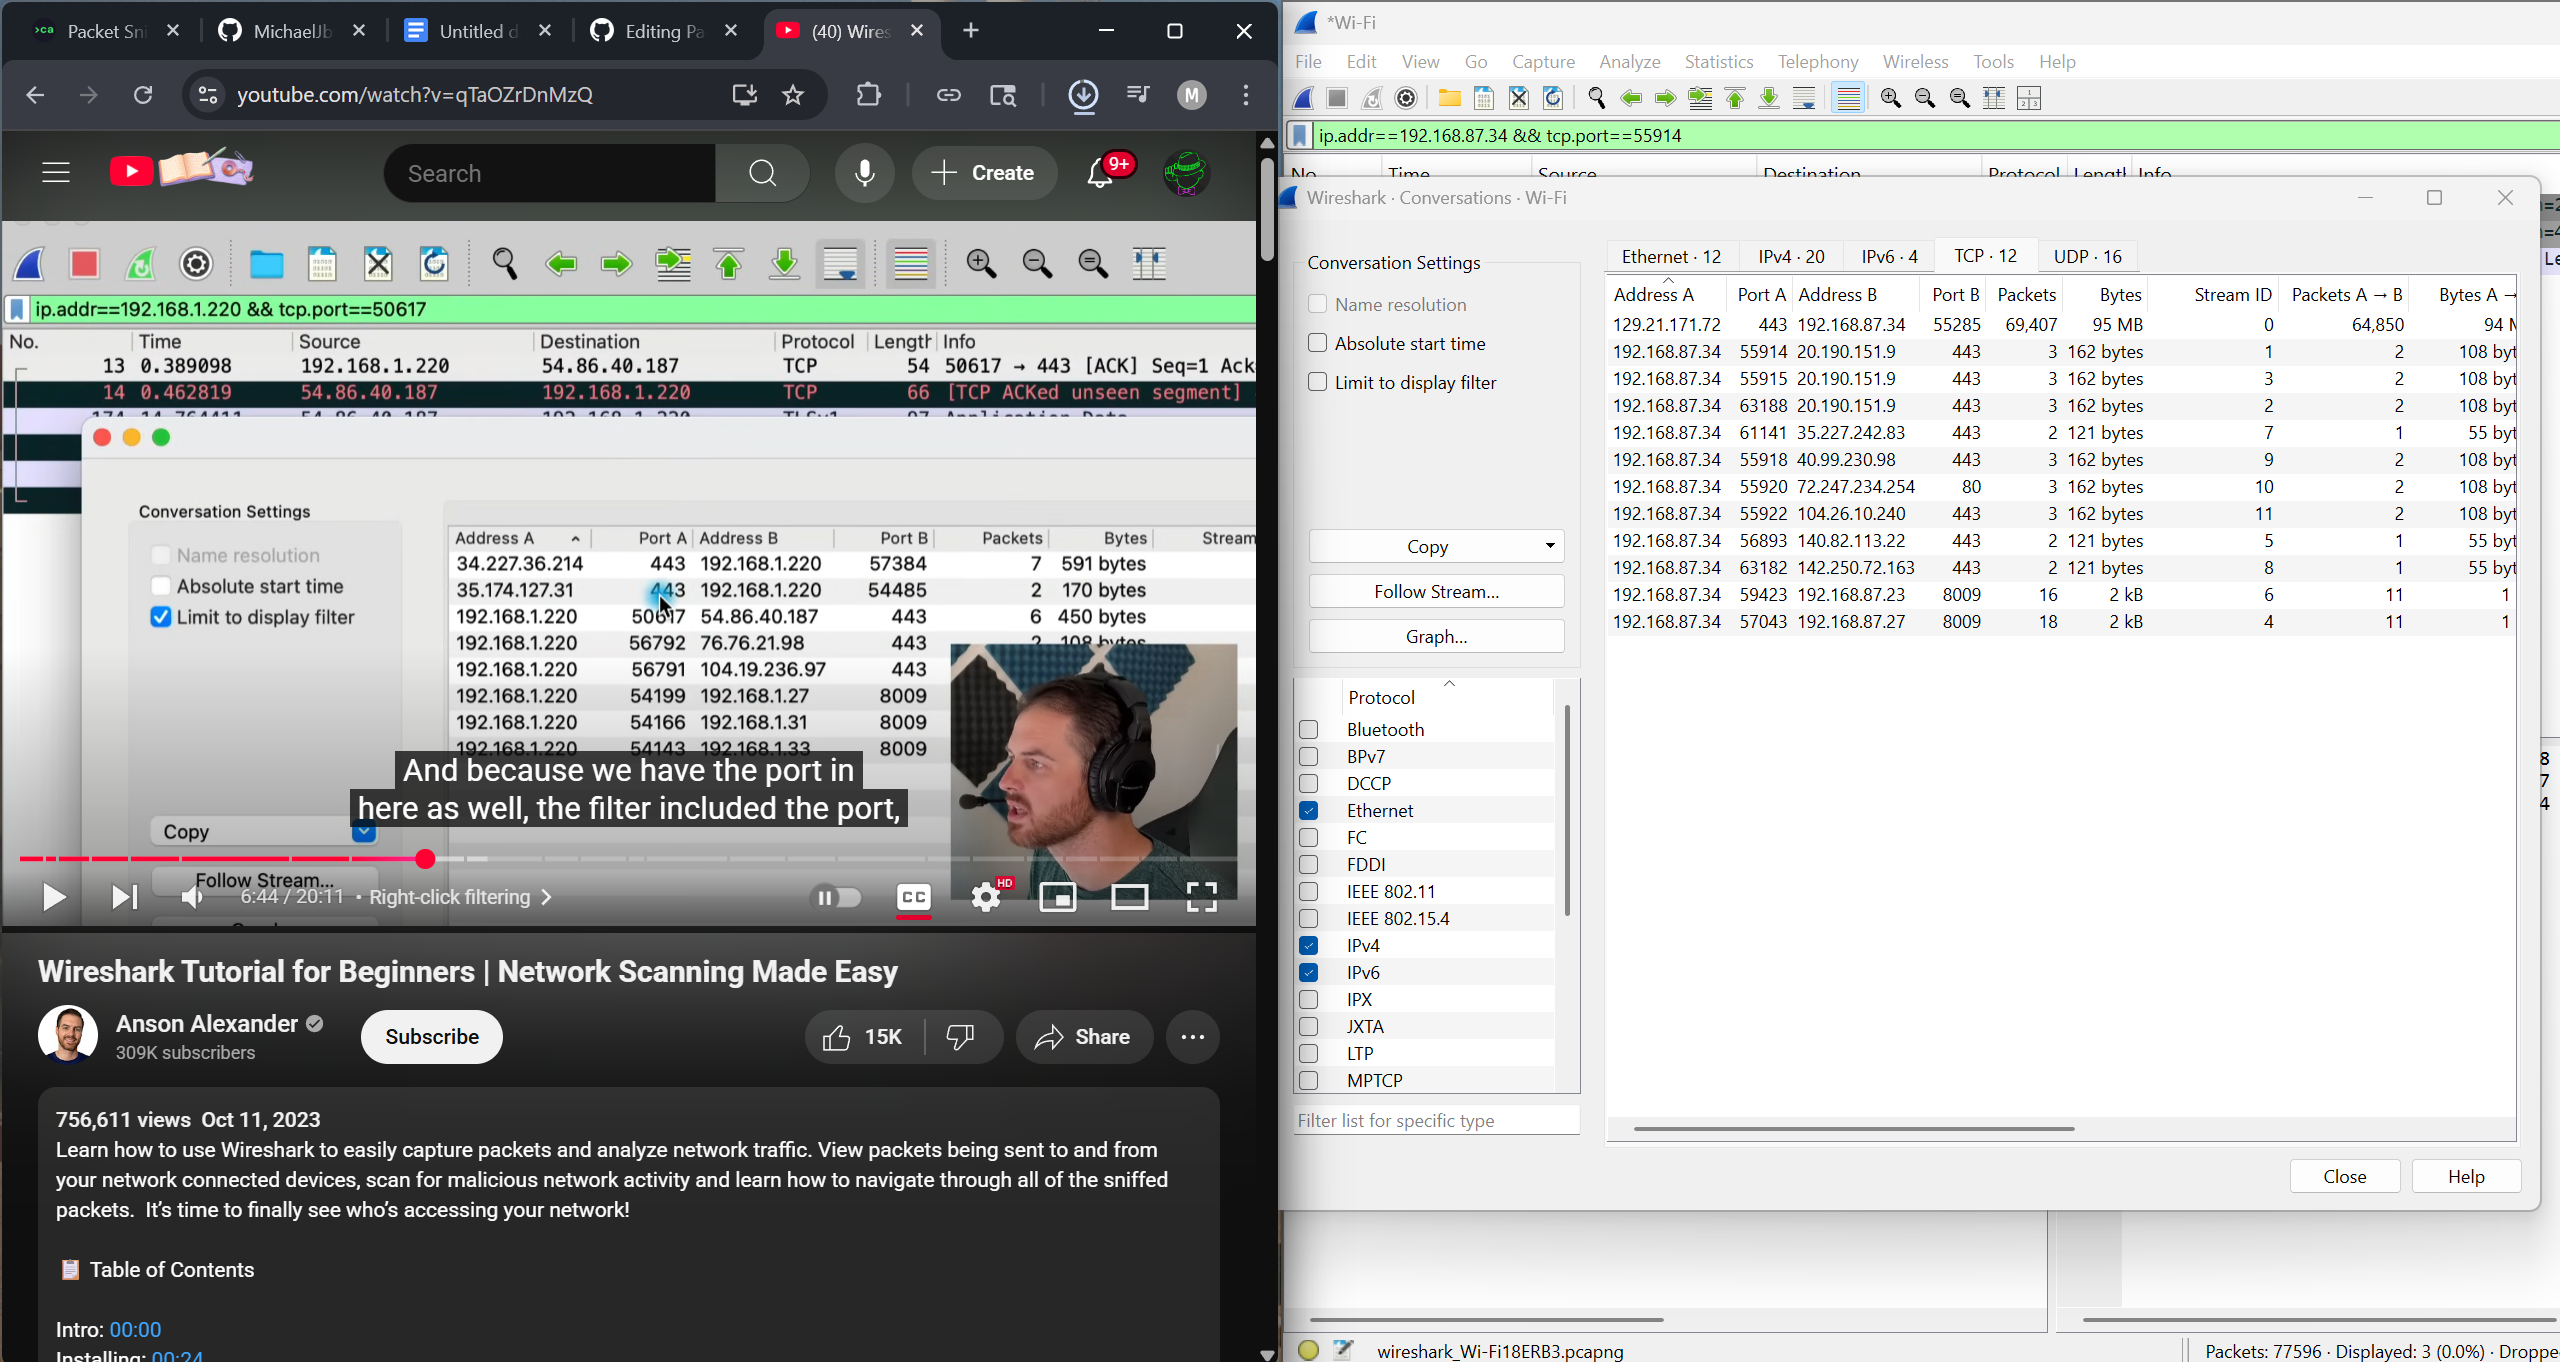 Packet Sni
MichaelJb
Untitled d
Editing Pa
(40) Wires
youtube.com/watch?v=qTaOZrDnMzQ
M
Search
Create
9+
ip.addr==192.168.1.220 && tcp.port==50617
No. Time Source Destination Protocol Length Info
13 0.389098 192.168.1.220 54.86.40.187 TCP 54 50617 → 443 [ACK] Seq=1 Ack
14 0.462819 54.86.40.187 192.168.1.220 TCP 66 [TCP ACKed unseen segment]
174 14.764411 54.86.40.187 192.168.1.220 TLSv1 97 Application Data
Conversation Settings
Name resolution
Absolute start time
Limit to display filter
Address A Port A Address B Port B Packets Bytes Stream
34.227.36.214 443 192.168.1.220 57384 7 591 bytes
35.174.127.31 443 192.168.1.220 54485 2 170 bytes
192.168.1.220 50617 54.86.40.187 443 6 450 bytes
192.168.1.220 56792 76.76.21.98 443 2 108 bytes
192.168.1.220 56791 104.19.236.97 443
192.168.1.220 54199 192.168.1.27 8009
192.168.1.220 54166 192.168.1.31 8009
192.168.1.220 54143 192.168.1.33 8009
And because we have the port in
here as well, the filter included the port,
Copy
Follow Stream...
6:44 / 20:11 • Right-click filtering
CC
HD
Wireshark Tutorial for Beginners | Network Scanning Made Easy
Anson Alexander
309K subscribers
Subscribe
15K
Share
756,611 views Oct 11, 2023
Learn how to use Wireshark to easily capture packets and analyze network traffic. View packets being sent to and from
your network connected devices, scan for malicious network activity and learn how to navigate through all of the sniffed
packets. It's time to finally see who's accessing your network!
Table of Contents
Intro: 00:00
Installing: 00:24
*Wi-Fi
File Edit View Go Capture Analyze Statistics Telephony Wireless Tools Help
ip.addr==192.168.87.34 && tcp.port==55914
No. Time Source Destination Protocol Length Info
Wireshark · Conversations · Wi-Fi
Conversation Settings
Name resolution
Absolute start time
Limit to display filter
Copy
Follow Stream...
Graph...
Protocol
Bluetooth
BPv7
DCCP
Ethernet
FC
FDDI
IEEE 802.11
IEEE 802.15.4
IPv4
IPv6
IPX
JXTA
LTP
MPTCP
Filter list for specific type
Ethernet · 12 IPv4 · 20 IPv6 · 4 TCP · 12 UDP · 16
Address A Port A Address B Port B Packets Bytes Stream ID Packets A → B Bytes A →
129.21.171.72 443 192.168.87.34 55285 69,407 95 MB 0 64,850 94 M
192.168.87.34 55914 20.190.151.9 443 3 162 bytes 1 2 108 byt
192.168.87.34 55915 20.190.151.9 443 3 162 bytes 3 2 108 byt
192.168.87.34 63188 20.190.151.9 443 3 162 bytes 2 2 108 byt
192.168.87.34 61141 35.227.242.83 443 2 121 bytes 7 1 55 byt
192.168.87.34 55918 40.99.230.98 443 3 162 bytes 9 2 108 byt
192.168.87.34 55920 72.247.234.254 80 3 162 bytes 10 2 108 byt
192.168.87.34 55922 104.26.10.240 443 3 162 bytes 11 2 108 byt
192.168.87.34 56893 140.82.113.22 443 2 121 bytes 5 1 55 byt
192.168.87.34 63182 142.250.72.163 443 2 121 bytes 8 1 55 byt
192.168.87.34 59423 192.168.87.23 8009 16 2 kB 6 11 1
192.168.87.34 57043 192.168.87.27 8009 18 2 kB 4 11 1
Close
Help
=2
=4
Le
8
7
4
wireshark_Wi-Fi18ERB3.pcapng
Packets: 77596 · Displayed: 3 (0.0%) · Droppe